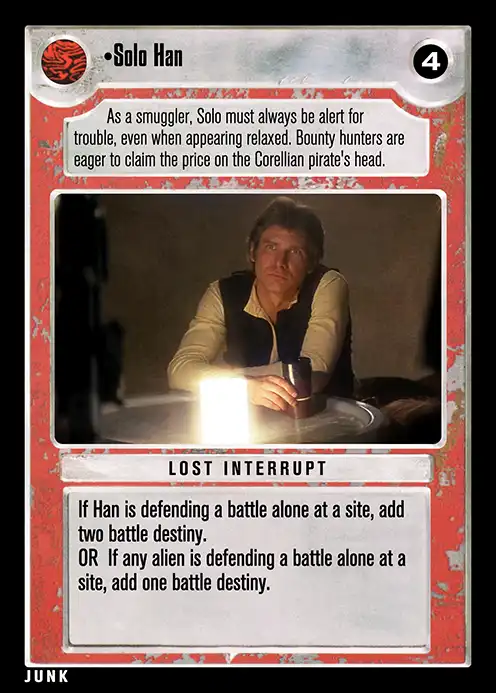 •Solo Han
4
As a smuggler, Solo must always be alert for
trouble, even when appearing relaxed. Bounty hunters are
eager to claim the price on the Corellian pirate's head.
LOST INTERRUPT
If Han is defending a battle alone at a site, add
two battle destiny.
OR  If any alien is defending a battle alone at a
site, add one battle destiny.
JUNK